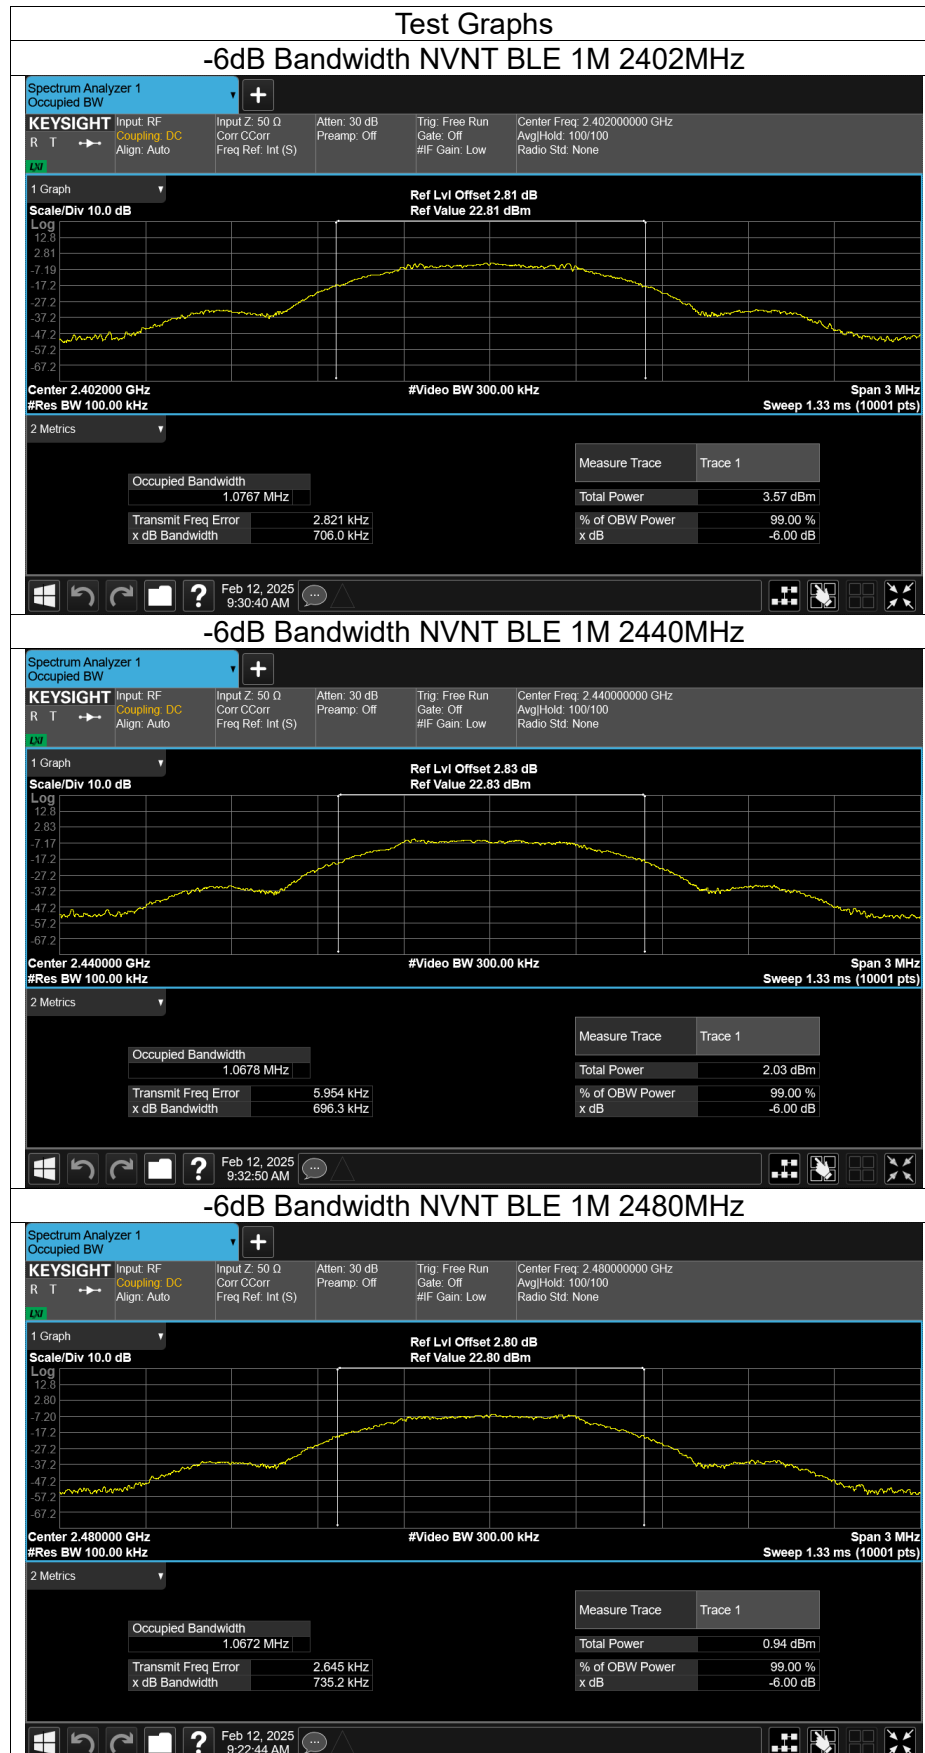 Test Graphs
-6dB Bandwidth NVNT BLE 1M 2402MHz
Spectrum Analyzer 1
Occupied BW
+
KEYSIGHT Input: RF Input Z: 50 Ω Atten: 30 dB Trig: Free Run Center Freq: 2.402000000 GHz
R T Coupling: DC Corr CCorr Preamp: Off Gate: Off Avg|Hold: 100/100
Align: Auto Freq Ref: Int (S) #IF Gain: Low Radio Std: None
LXI
1 Graph
Ref Lvl Offset 2.81 dB
Scale/Div 10.0 dB Ref Value 22.81 dBm
Log
12.8
2.81
-7.19
-17.2
-27.2
-37.2
-47.2
-57.2
-67.2
Center 2.402000 GHz #Video BW 300.00 kHz Span 3 MHz
#Res BW 100.00 kHz Sweep 1.33 ms (10001 pts)
2 Metrics
Measure Trace Trace 1
Occupied Bandwidth
1.0767 MHz Total Power 3.57 dBm
Transmit Freq Error 2.821 kHz % of OBW Power 99.00 %
x dB Bandwidth 706.0 kHz x dB -6.00 dB
? Feb 12, 2025
9:30:40 AM
-6dB Bandwidth NVNT BLE 1M 2440MHz
Spectrum Analyzer 1
Occupied BW
+
KEYSIGHT Input: RF Input Z: 50 Ω Atten: 30 dB Trig: Free Run Center Freq: 2.440000000 GHz
R T Coupling: DC Corr CCorr Preamp: Off Gate: Off Avg|Hold: 100/100
Align: Auto Freq Ref: Int (S) #IF Gain: Low Radio Std: None
LXI
1 Graph
Ref Lvl Offset 2.83 dB
Scale/Div 10.0 dB Ref Value 22.83 dBm
Log
12.8
2.83
-7.17
-17.2
-27.2
-37.2
-47.2
-57.2
-67.2
Center 2.440000 GHz #Video BW 300.00 kHz Span 3 MHz
#Res BW 100.00 kHz Sweep 1.33 ms (10001 pts)
2 Metrics
Measure Trace Trace 1
Occupied Bandwidth
1.0678 MHz Total Power 2.03 dBm
Transmit Freq Error 5.954 kHz % of OBW Power 99.00 %
x dB Bandwidth 696.3 kHz x dB -6.00 dB
? Feb 12, 2025
9:32:50 AM
-6dB Bandwidth NVNT BLE 1M 2480MHz
Spectrum Analyzer 1
Occupied BW
+
KEYSIGHT Input: RF Input Z: 50 Ω Atten: 30 dB Trig: Free Run Center Freq: 2.480000000 GHz
R T Coupling: DC Corr CCorr Preamp: Off Gate: Off Avg|Hold: 100/100
Align: Auto Freq Ref: Int (S) #IF Gain: Low Radio Std: None
LXI
1 Graph
Ref Lvl Offset 2.80 dB
Scale/Div 10.0 dB Ref Value 22.80 dBm
Log
12.8
2.80
-7.20
-17.2
-27.2
-37.2
-47.2
-57.2
-67.2
Center 2.480000 GHz #Video BW 300.00 kHz Span 3 MHz
#Res BW 100.00 kHz Sweep 1.33 ms (10001 pts)
2 Metrics
Measure Trace Trace 1
Occupied Bandwidth
1.0672 MHz Total Power 0.94 dBm
Transmit Freq Error 2.645 kHz % of OBW Power 99.00 %
x dB Bandwidth 735.2 kHz x dB -6.00 dB
? Feb 12, 2025
9:22:44 AM